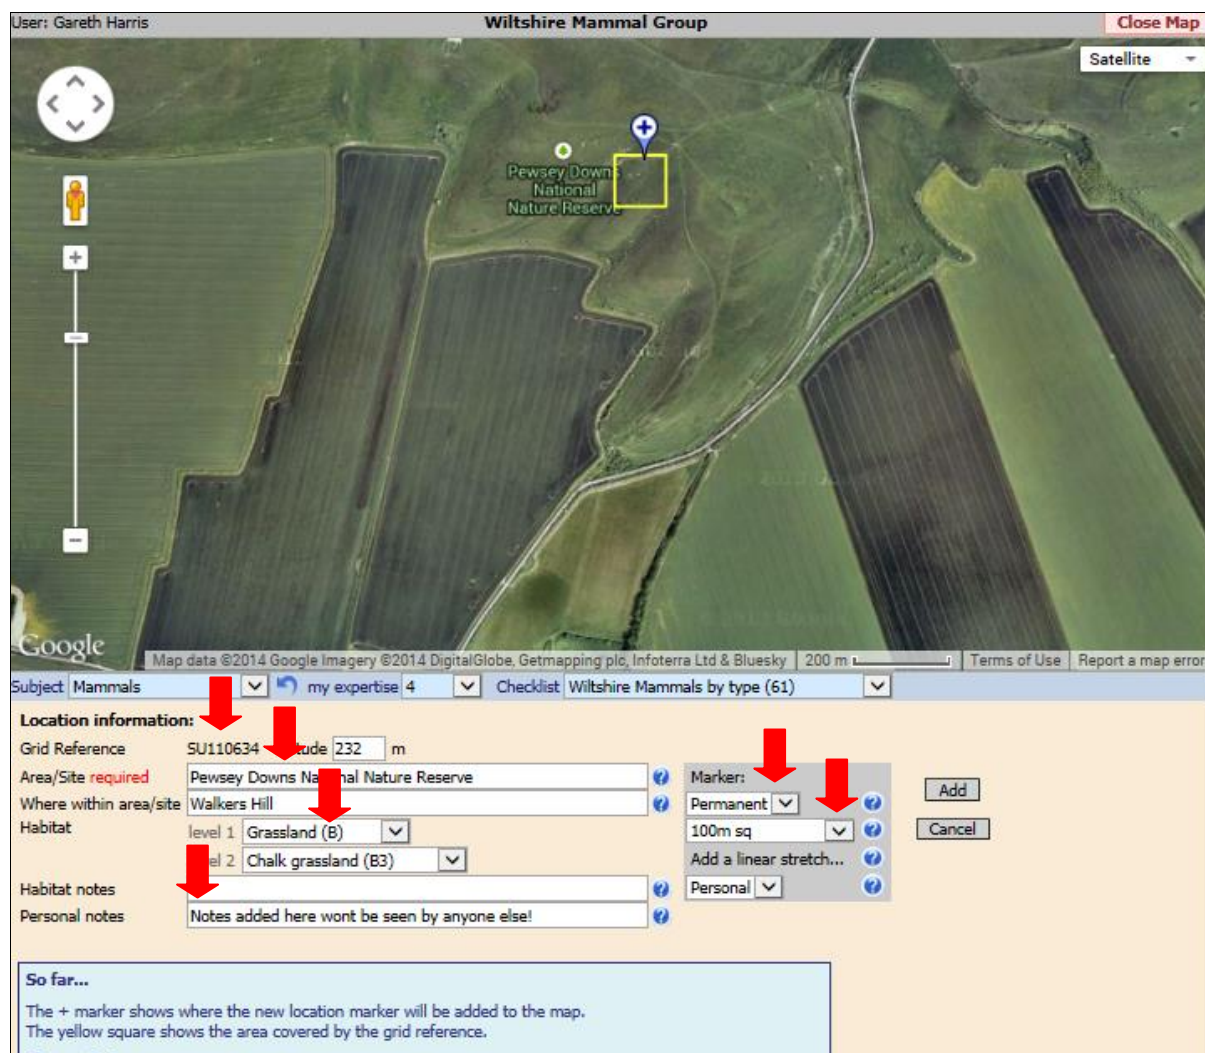 User: Gareth Harris
Wiltshire Mammal Group
Close Map
Satellite
Pewsey Downs
National
Nature Reserve
Google
Map data ©2014 Google Imagery ©2014 DigitalGlobe, Getmapping plc, Infoterra Ltd & Bluesky
200 m
Terms of Use
Report a map error
Subject Mammals my expertise 4 Checklist Wiltshire Mammals by type (61)
Location information:
Grid Reference SU110634 232 m
Area/Site required Pewsey Downs Nature Reserve
Marker:
Add
Where within area/site Walkers Hill
Permanent
Habitat level 1 Grassland (B)
100m sq
Cancel
2 Chalk grassland (B3)
Add a linear stretch...
Habitat notes
Personal
Personal notes Notes added here wont be seen by anyone else!
So far...
The + marker shows where the new location marker will be added to the map.
The yellow square shows the area covered by the grid reference.